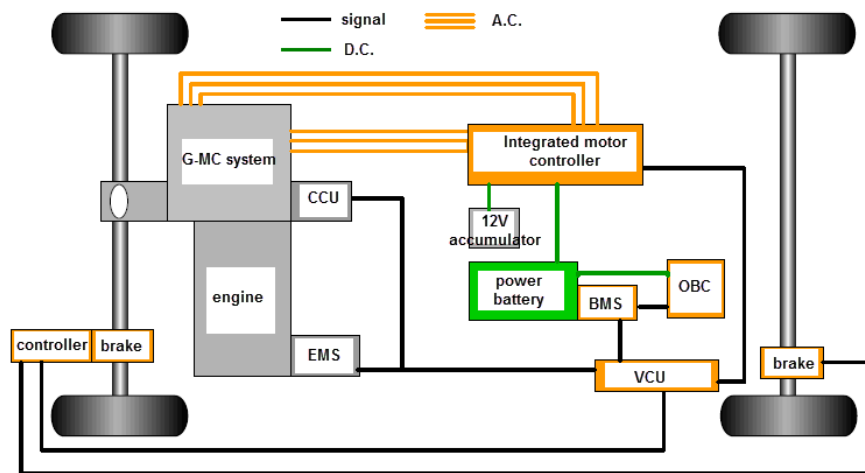 signal
A.C.
D.C.
G-MC system
Integrated motor
controller
CCU
12V
accumulator
engine
power
battery
BMS
OBC
controller
brake
EMS
VCU
brake